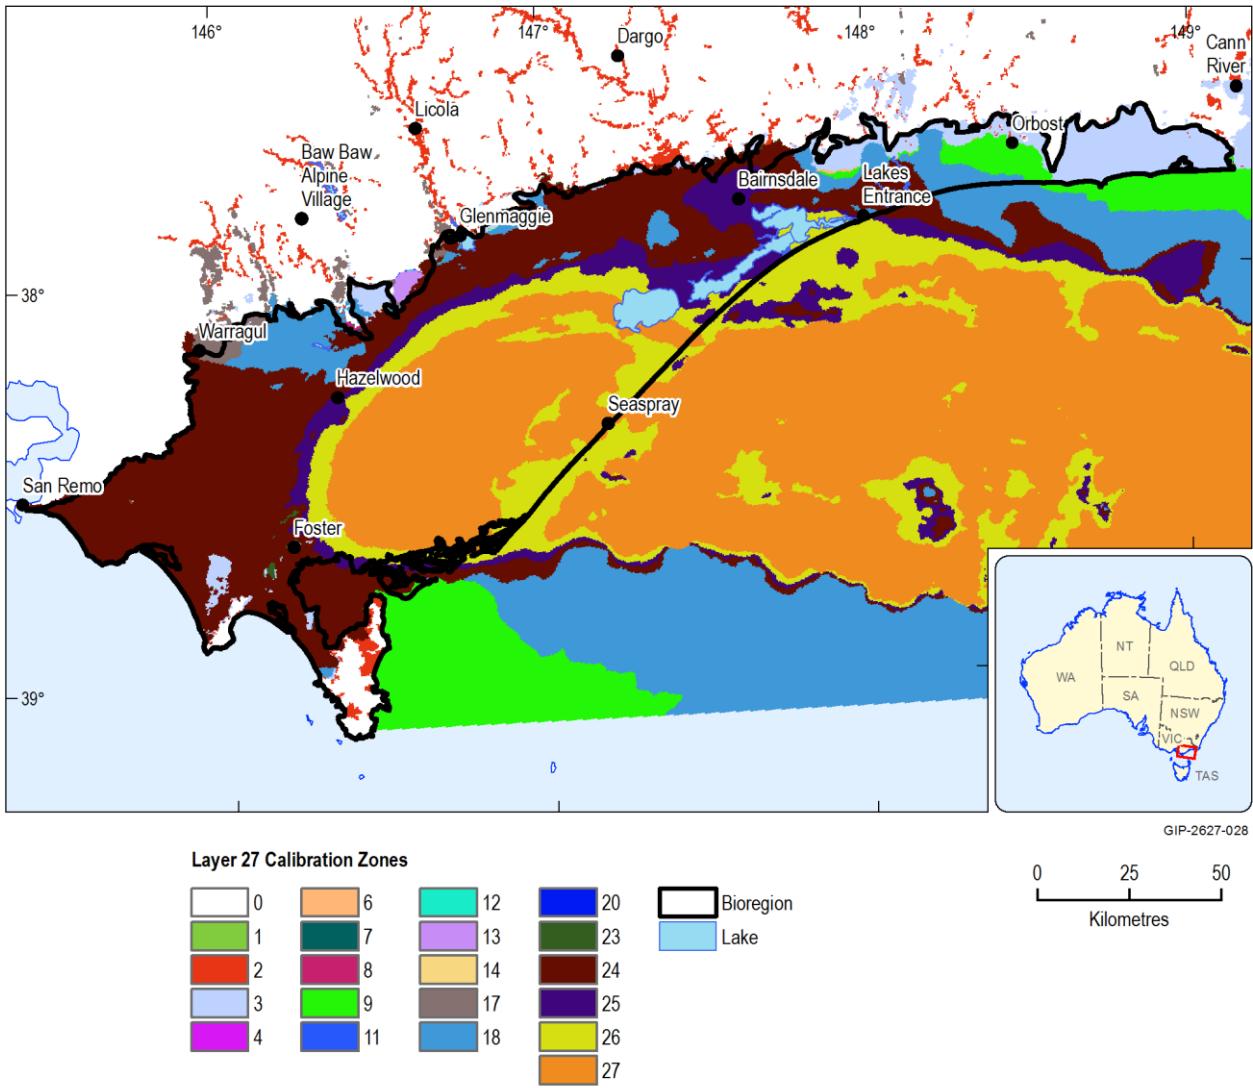 146°
147°
148°
149°
Dargo
Cann
River
Licola
Orbost
Baw Baw
Alpine
Village
Bairnsdale
Lakes
Entrance
Glenmaggie
38°
Warragul
Hazelwood
Seaspray
San Remo
Foster
39°
NT
QLD
WA
SA
NSW
VIC
TAS
GIP-2627-028
Layer 27 Calibration Zones
0
1
2
3
4
6
7
8
9
11
12
13
14
17
18
20
23
24
25
26
27
Bioregion
Lake
0 25 50
Kilometres